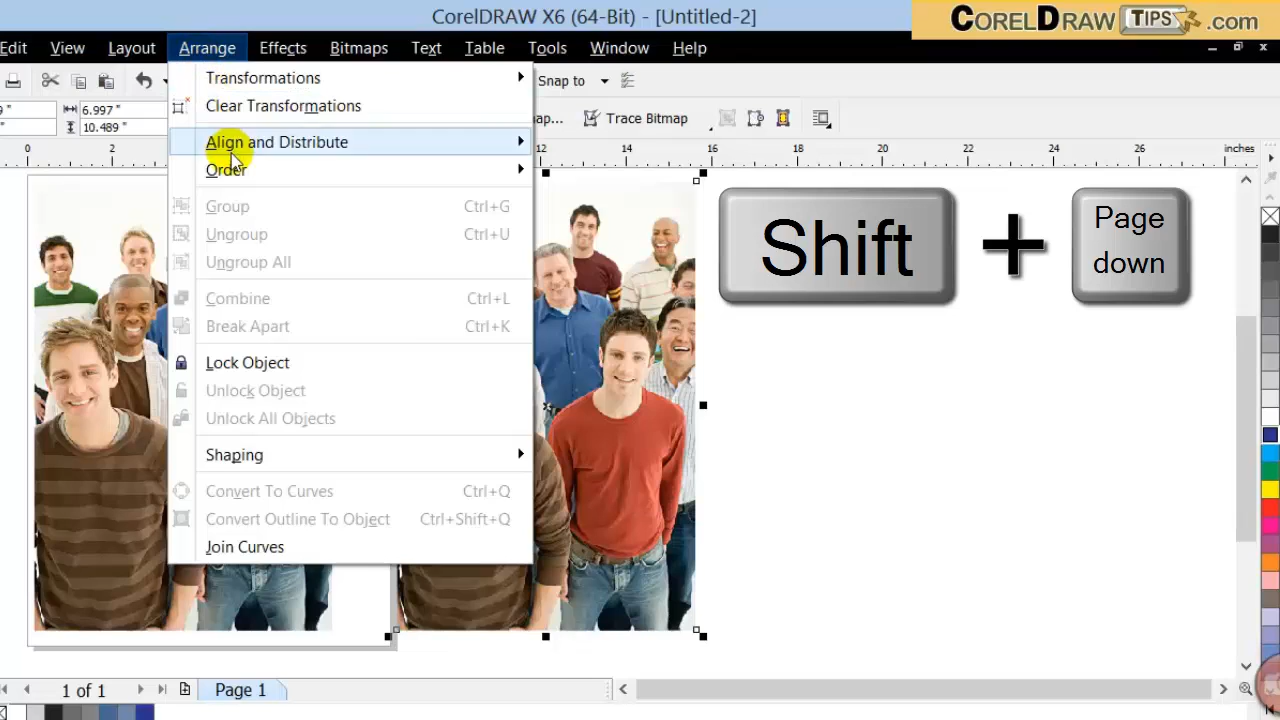 CorelDRAW X6 (64-Bit) - [Untitled-2]
CORELDRAW TIPS .com
Edit View Layout Arrange Effects Bitmaps Text Table Tools Window Help
Snap to
6.997 "
10.489 "
Trace Bitmap
0 2 12 14 16 18 20 22 24 26 inches
Transformations
Clear Transformations
Align and Distribute
Order
Group Ctrl+G
Ungroup Ctrl+U
Ungroup All
Combine Ctrl+L
Break Apart Ctrl+K
Lock Object
Unlock Object
Unlock All Objects
Shaping
Convert To Curves Ctrl+Q
Convert Outline To Object Ctrl+Shift+Q
Join Curves
Shift + Page
down
1 of 1 Page 1